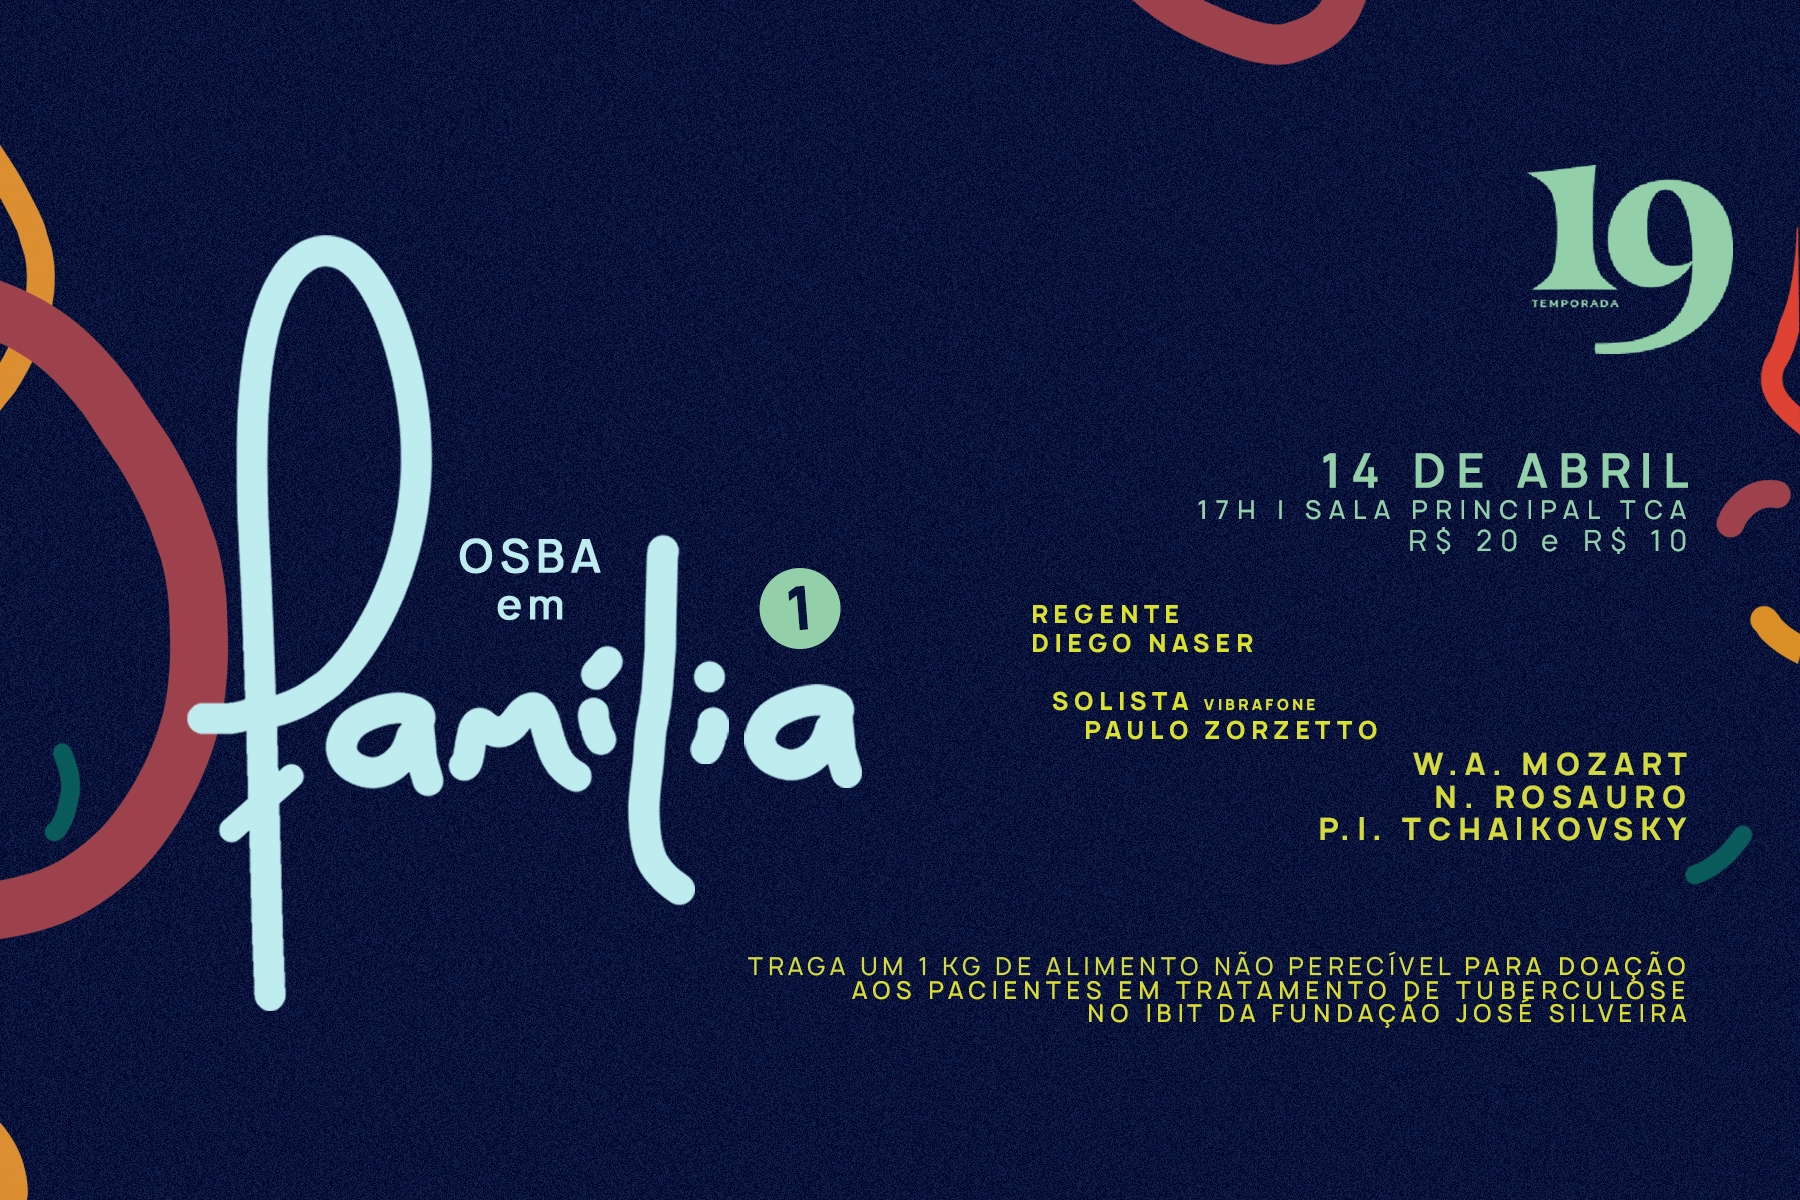 19
TEMPORADA
OSBA
em
família
1
14 DE ABRIL
17H | SALA PRINCIPAL TCA
R$ 20 e R$ 10
REGENTE
DIEGO NASER
SOLISTA VIBRAFONE
PAULO ZORZETTO
W.A. MOZART
N. ROSAURO
P.I. TCHAIKOVSKY
TRAGA UM 1 KG DE ALIMENTO NÃO PERECÍVEL PARA DOAÇÃO
AOS PACIENTES EM TRATAMENTO DE TUBERCULOSE
NO IBIT DA FUNDAÇÃO JOSÉ SILVEIRA